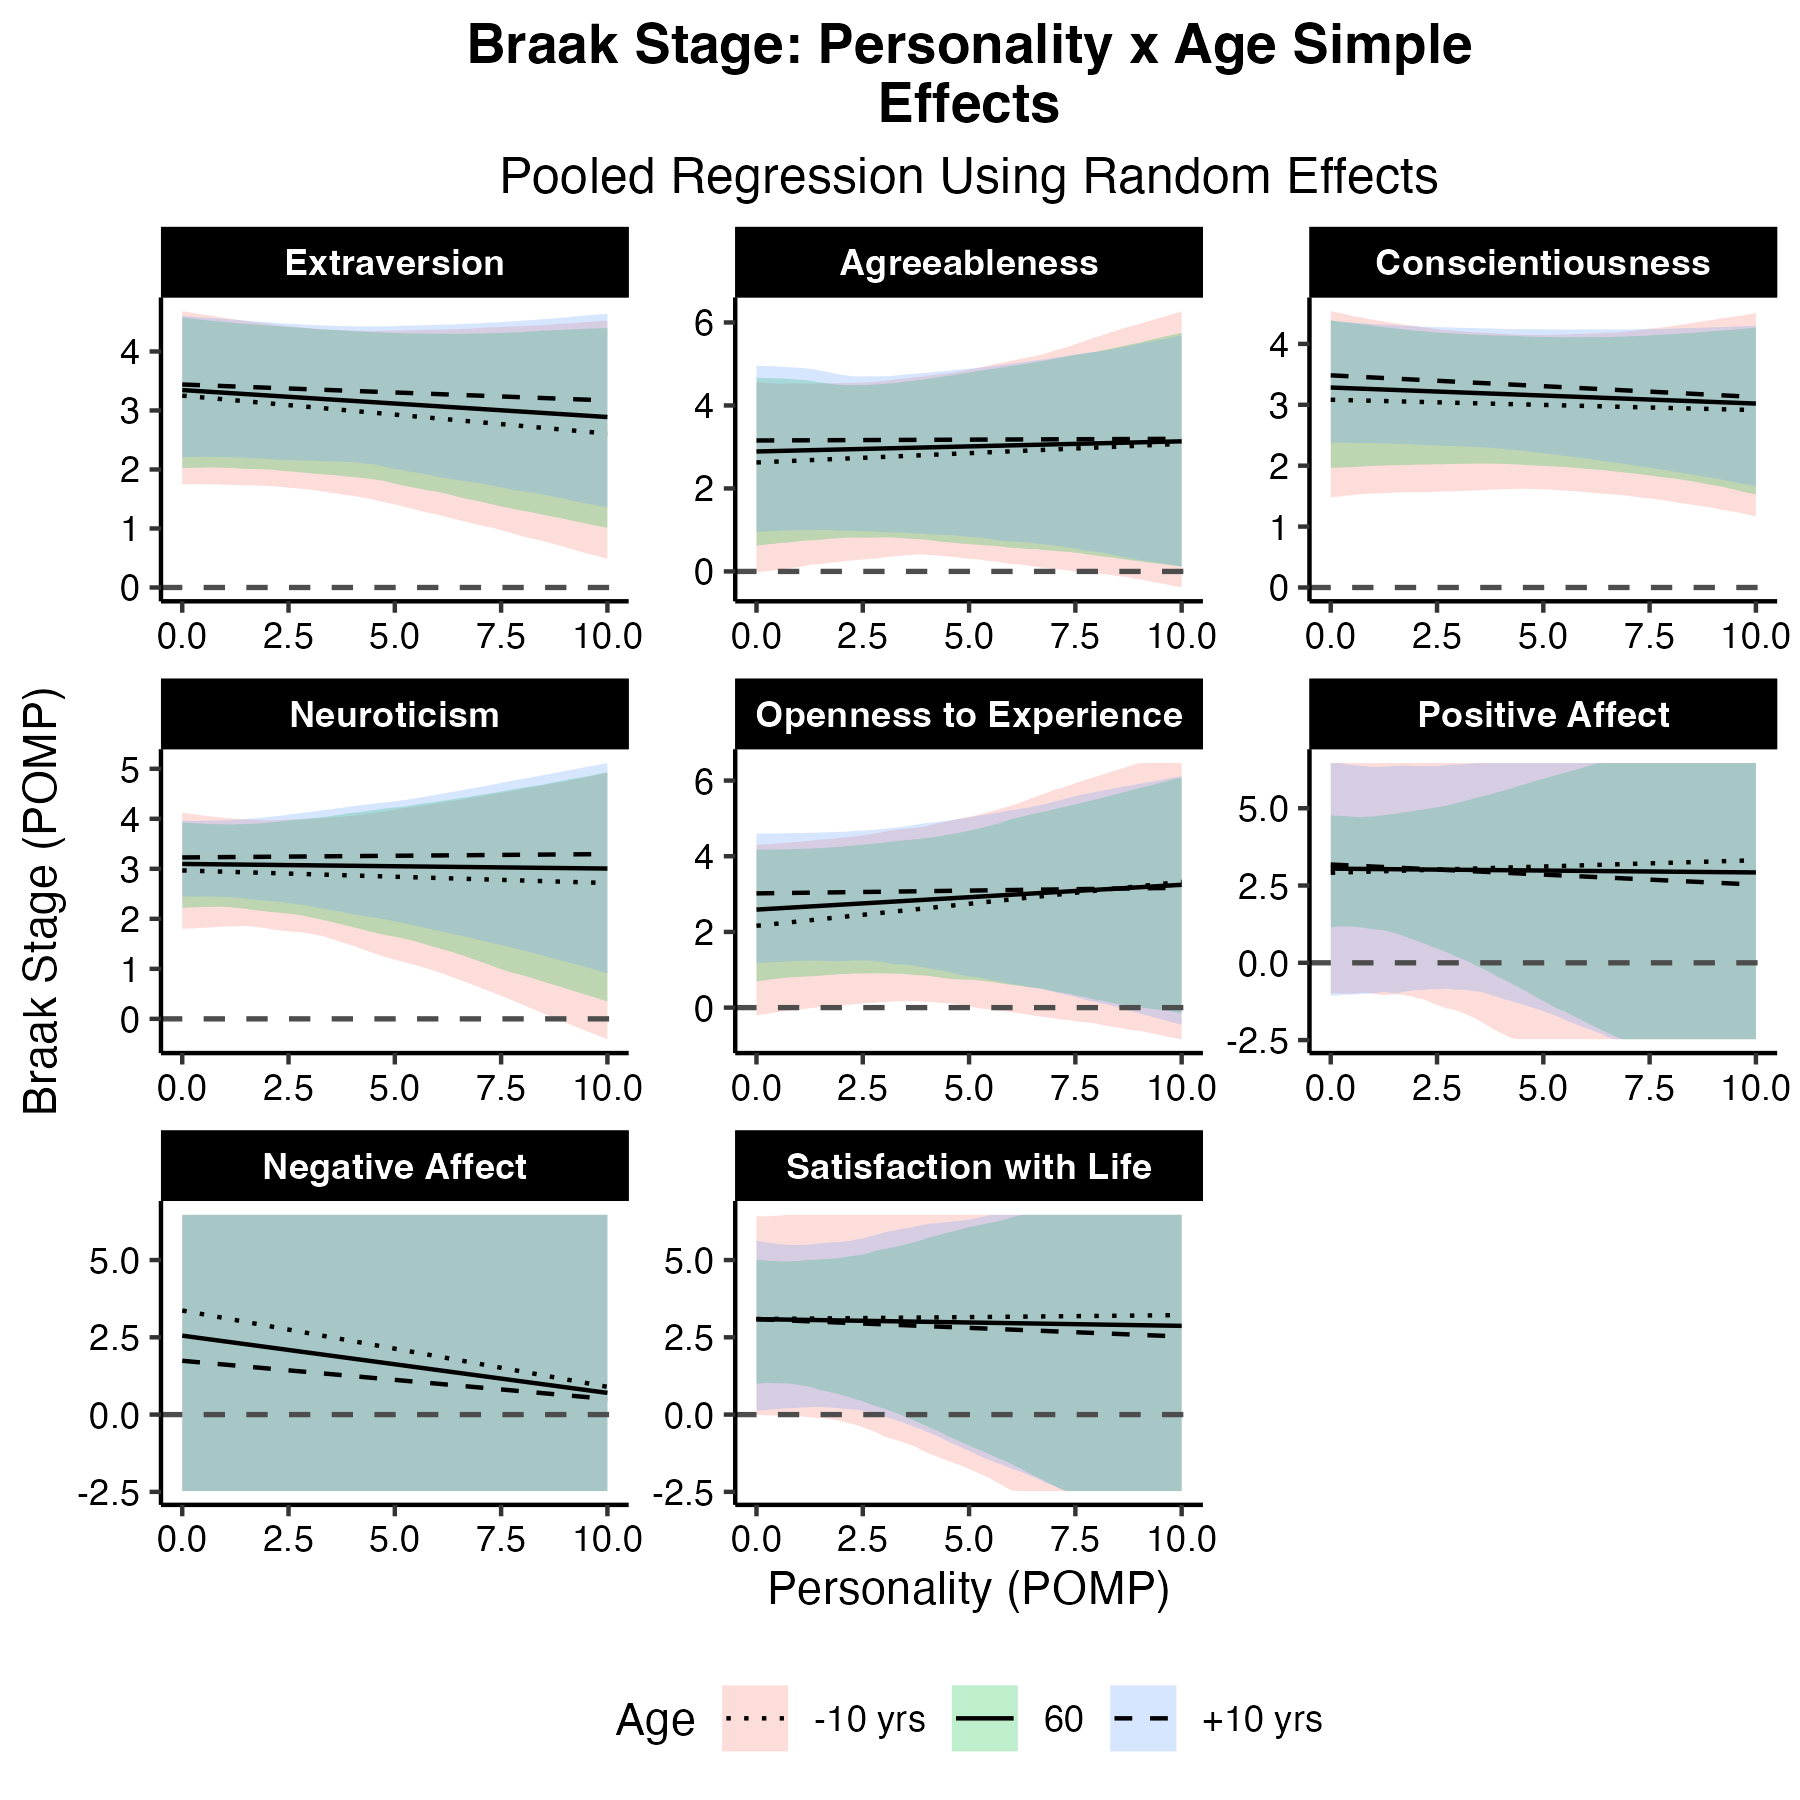 Braak Stage: Personality x Age Simple
Effects
Pooled Regression Using Random Effects
Extraversion
Agreeableness
Conscientiousness
4
3
2
1
0
0.0 2.5 5.0 7.5 10.0
6
4
2
0
0.0 2.5 5.0 7.5 10.0
4
3
2
1
0
0.0 2.5 5.0 7.5 10.0
Braak Stage (POMP)
Neuroticism
Openness to Experience
Positive Affect
5
4
3
2
1
0
0.0 2.5 5.0 7.5 10.0
6
4
2
0
0.0 2.5 5.0 7.5 10.0
5.0
2.5
0.0
-2.5
0.0 2.5 5.0 7.5 10.0
Negative Affect
Satisfaction with Life
5.0
2.5
0.0
-2.5
0.0 2.5 5.0 7.5 10.0
5.0
2.5
0.0
-2.5
0.0 2.5 5.0 7.5 10.0
Personality (POMP)
Age -10 yrs 60 +10 yrs